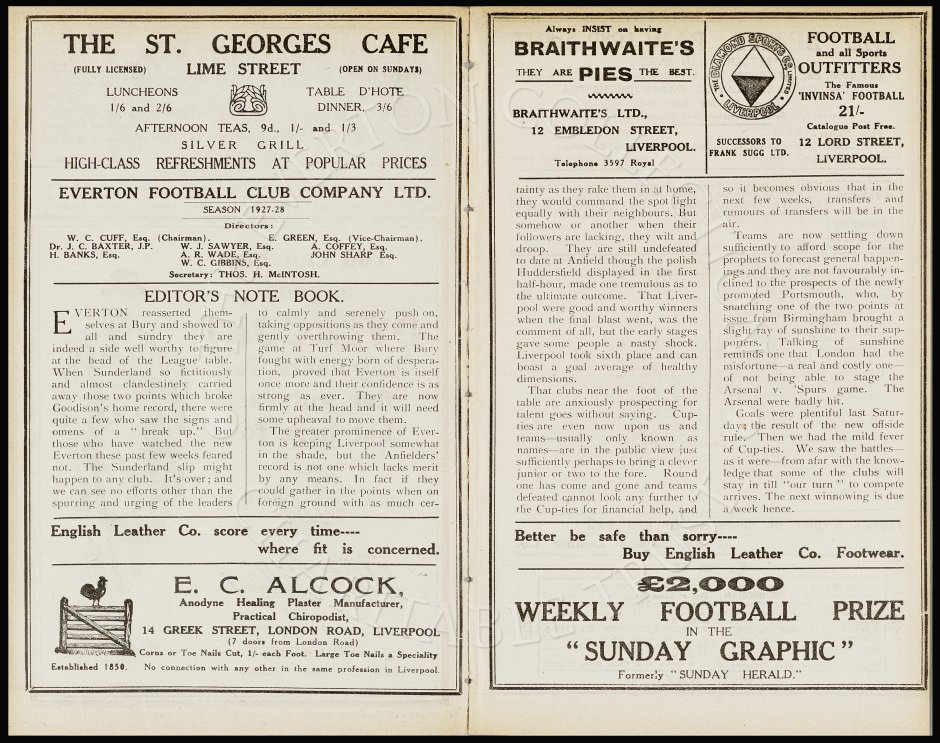 THE ST. GEORGES CAFE
(FULLY LICENSED) LIME STREET (OPEN ON SUNDAYS)
LUNCHEONS
1/6 and 2/6
TABLE D'HOTE
DINNER, 3/6
AFTERNOON TEAS, 9d., 1/- and 1/3
SILVER GRILL
HIGH-CLASS REFRESHMENTS AT POPULAR PRICES
EVERTON FOOTBALL CLUB COMPANY LTD.
SEASON 1927-28
Directors:
W. C. CUFF, Esq. (Chairman). E. GREEN, Esq. (Vice-Chairman).
Dr. J. C. BAXTER, J.P. W. J. SAWYER, Esq. A. COFFEY, Esq.
H. BANKS, Esq. A. R. WADE, Esq. JOHN SHARP Esq.
W. C. GIBBINS, Esq.
Secretary: THOS. H. McINTOSH.
EDITOR'S NOTE BOOK.
EVERTON reasserted them-
selves at Bury and showed to
all and sundry they are
indeed a side well worthy to figure
at the head of the League table.
When Sunderland so fictitiously
and almost clandestinely carried
away those two points which broke
Goodison's home record, there were
quite a few who saw the signs and
omens of a "break up." But
those who have watched the new
Everton these past few weeks feared
not. The Sunderland slip might
happen to any club. It's over; and
we can see no efforts other than the
spurring and urging of the leaders
to calmly and serenely push on,
taking oppositions as they come and
gently overthrowing them. The
game at Turf Moor where Bury
fought with energy born of despera-
tion, proved that Everton is itself
once more and their confidence is as
strong as ever. They are now
firmly at the head and it will need
some upheaval to move them.
The greater prominence of Ever-
ton is keeping Liverpool somewhat
in the shade, but the Anfielders'
record is not one which lacks merit
by any means. In fact if they
could gather in the points when on
foreign ground with as much cer-
English Leather Co. score every time----
where fit is concerned.
E. C. ALCOCK,
Anodyne Healing Plaster Manufacturer,
Practical Chiropodist,
14 GREEK STREET, LONDON ROAD, LIVERPOOL
(7 doors from London Road)
Corns or Toe Nails Cut, 1/- each Foot. Large Toe Nails a Speciality
Established 1850. No connection with any other in the same profession in Liverpool.
Always INSIST on having
BRAITHWAITE'S
THEY ARE PIES THE BEST.
BRAITHWAITE'S LTD.,
12 EMBLEDON STREET,
LIVERPOOL.
Telephone 3597 Royal
THE DIAMOND SPORTS Co. LIMITED
LIVERPOOL
SUCCESSORS TO
FRANK SUGG LTD.
FOOTBALL
and all Sports
OUTFITTERS
The Famous
'INVINSA' FOOTBALL
21/-
Catalogue Post Free.
12 LORD STREET,
LIVERPOOL.
tainty as they rake them in at home,
they would command the spot light
equally with their neighbours. But
somehow or another when their
followers are lacking, they wilt and
droop. They are still undefeated
to date at Anfield though the polish
Huddersfield displayed in the first
half-hour, made one tremulous as to
the ultimate outcome. That Liver-
pool were good and worthy winners
when the final blast went, was the
comment of all, but the early stages
gave some people a nasty shock.
Liverpool took sixth place and can
boast a goal average of healthy
dimensions.
That clubs near the foot of the
table are anxiously prospecting for
talent goes without saying. Cup-
ties are even now upon us and
teams—usually only known as
names—are in the public view just
sufficiently perhaps to bring a clever
junior or two to the fore. Round
one has come and gone and teams
defeated cannot look any further to
the Cup-ties for financial help, and
so it becomes obvious that in the
next few weeks, transfers and
rumours of transfers will be in the
air.
Teams are now settling down
sufficiently to afford scope for the
prophets to forecast general happen-
ings and they are not favourably in-
clined to the prospects of the newly
promoted Portsmouth, who, by
snatching one of the two points at
issue from Birmingham brought a
slight ray of sunshine to their sup-
porters. Talking of sunshine
reminds one that London had the
misfortune—a real and costly one—
of not being able to stage the
Arsenal v. 'Spurs game. The
Arsenal were badly hit.
Goals were plentiful last Satur-
day; the result of the new offside
rule. Then we had the mild fever
of Cup-ties. We saw the battles—
as it were—from afar with the know-
ledge that some of the clubs will
stay in till "our turn" to compete
arrives. The next winnowing is due
a week hence.
Better be safe than sorry----
Buy English Leather Co. Footwear.
£2,000
WEEKLY FOOTBALL PRIZE
IN THE
"SUNDAY GRAPHIC"
Formerly "SUNDAY HERALD."